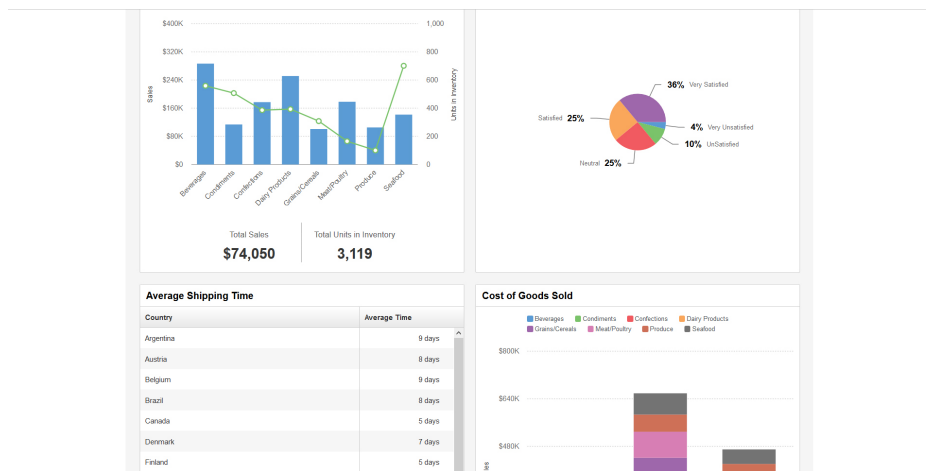 $400K 1,000
$320K 800
$240K 600
$160K 400
$80K 200
$0 0
Sales
Units in Inventory
Beverages
Condiments
Confections
Dairy Products
Grains/Cereals
Meat/Poultry
Produce
Seafood
Total Sales Total Units in Inventory
$74,050 3,119
36% Very Satisfied
Satisfied 25%
4% Very Unsatisfied
10% UnSatisfied
Neutral 25%
Average Shipping Time
Country Average Time
Argentina 9 days
Austria 8 days
Belgium 9 days
Brazil 8 days
Canada 5 days
Denmark 7 days
Finland 5 days
Cost of Goods Sold
Beverages Condiments Confections Dairy Products
Grains/Cereals Meat/Poultry Produce Seafood
$800K
$640K
$480K